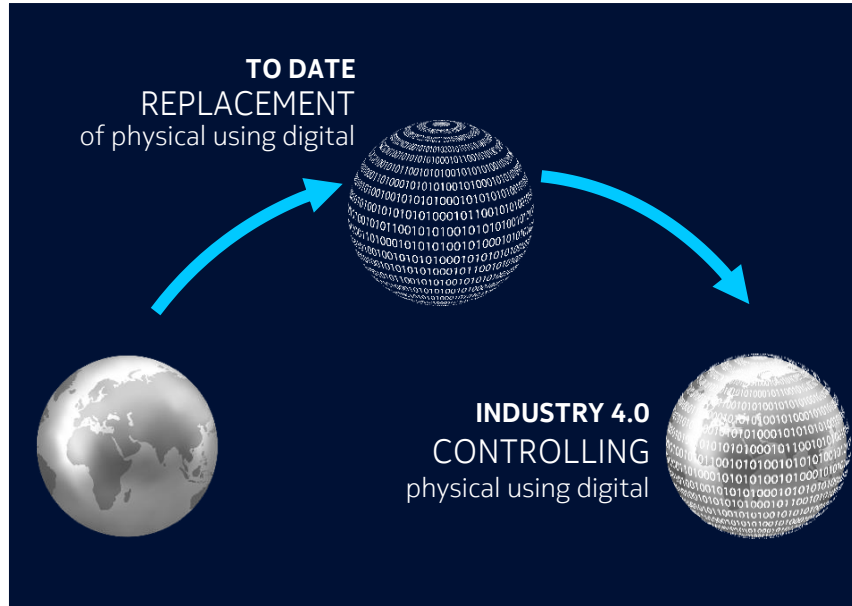 TO DATE
REPLACEMENT
of physical using digital
INDUSTRY 4.0
CONTROLLING
physical using digital